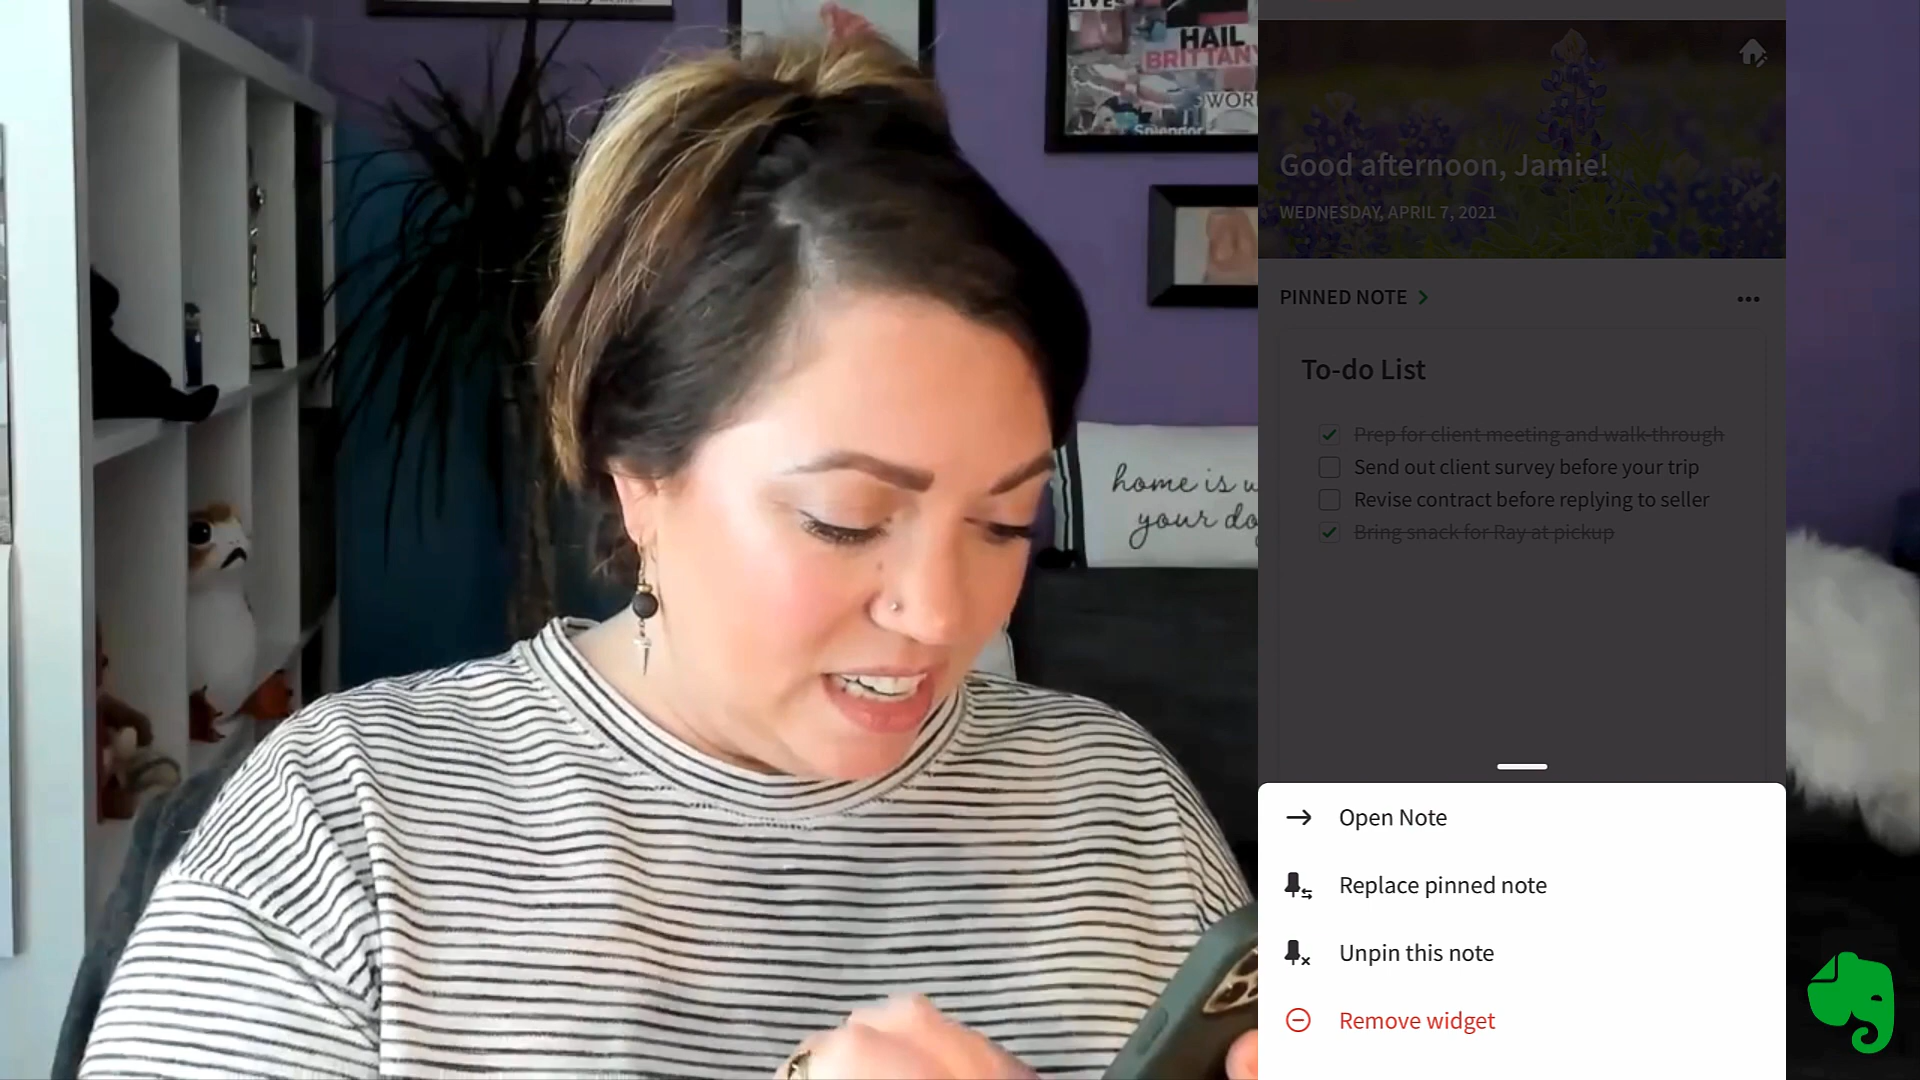 LIVE
HAIL
BRITTANY
WOR
Splendor
home is w
your do
Good afternoon, Jamie!
WEDNESDAY, APRIL 7, 2021
PINNED NOTE
To-do List
Prep for client meeting and walk-through
Send out client survey before your trip
Revise contract before replying to seller
Bring snack for Ray at pickup
Open Note
Replace pinned note
Unpin this note
Remove widget